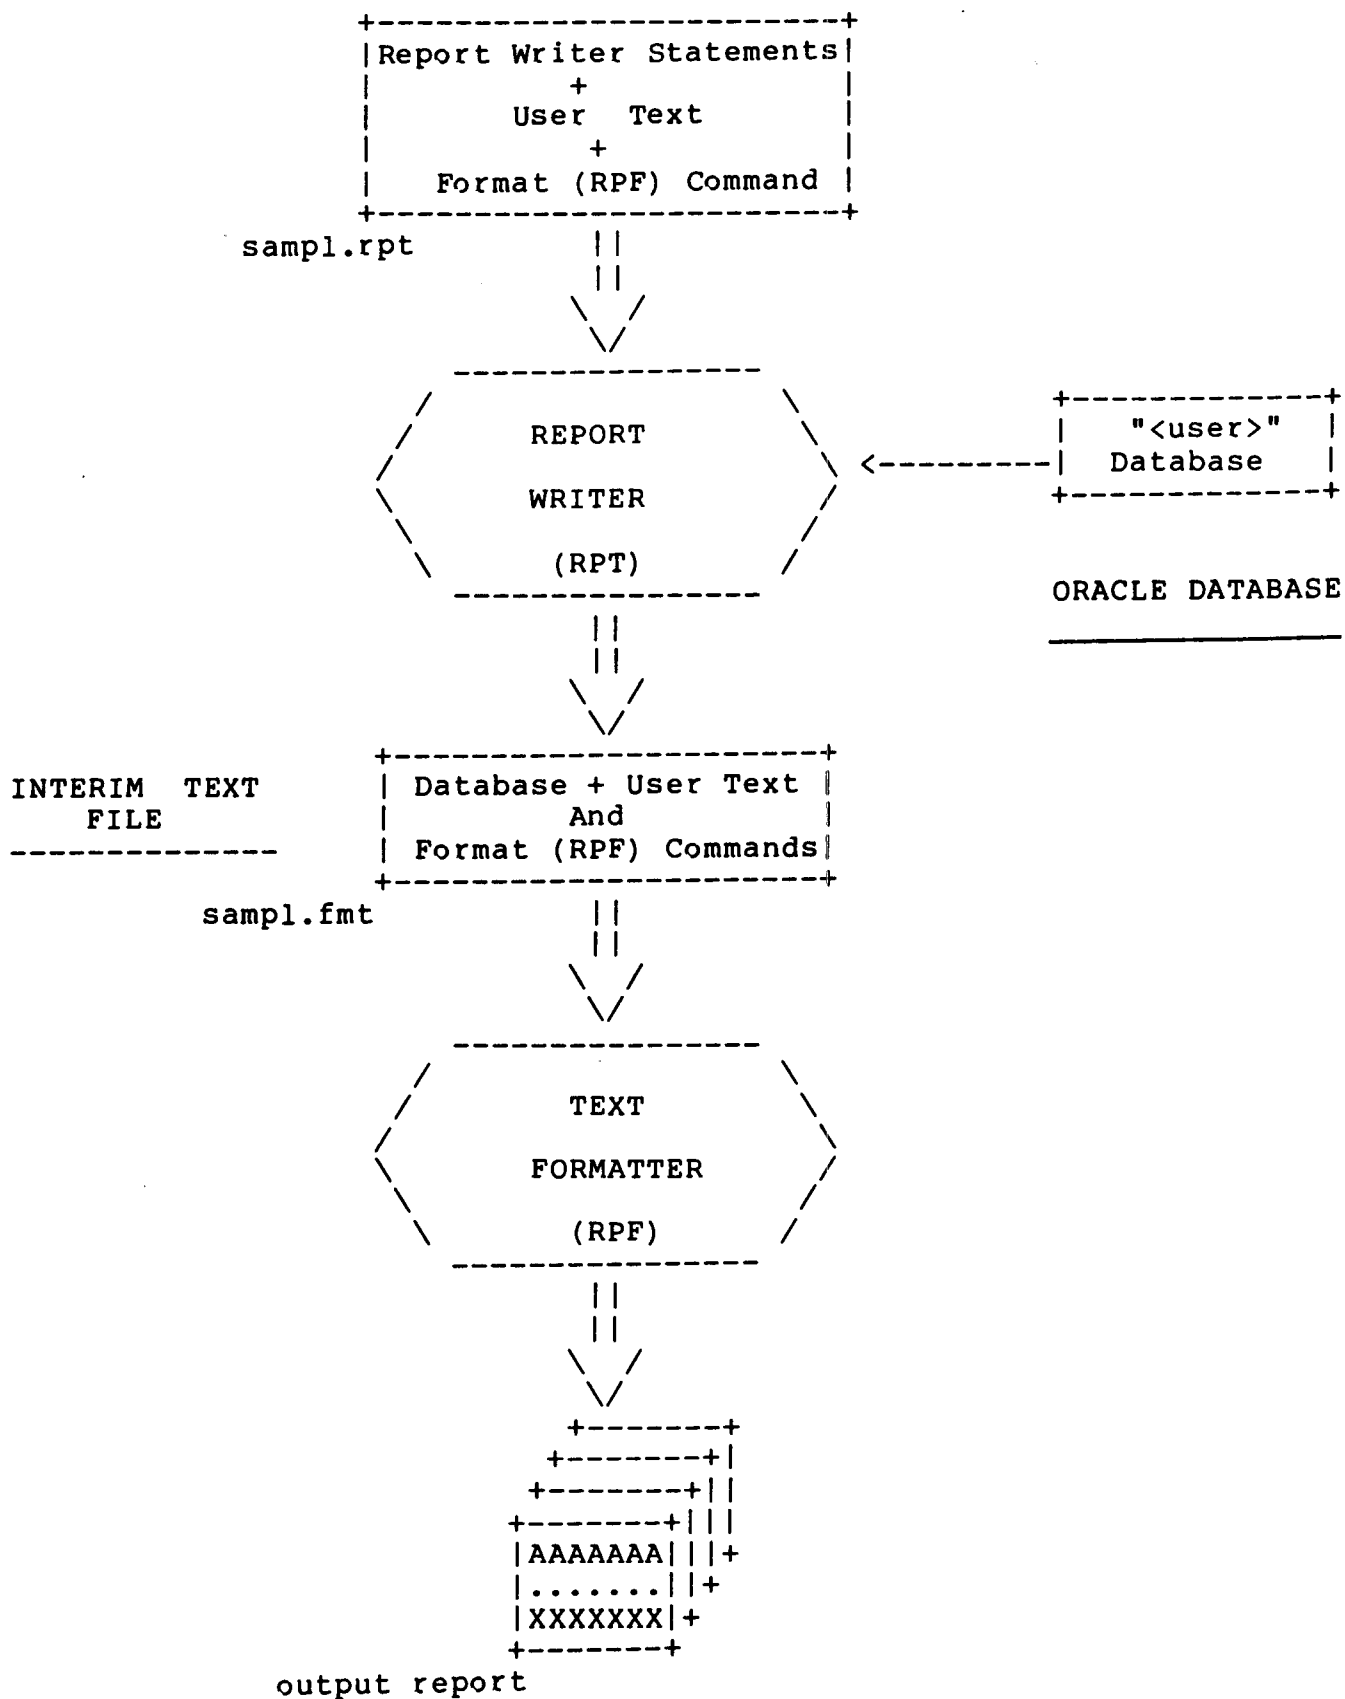 Report Writer Statements
+
User Text
+
Format (RPF) Command
sampl.rpt
REPORT
WRITER
(RPT)
"<user>"
Database
ORACLE DATABASE
INTERIM TEXT
FILE
Database + User Text
And
Format (RPF) Commands
sampl.fmt
TEXT
FORMATTER
(RPF)
AAAAAAA
.......
XXXXXXX
output report